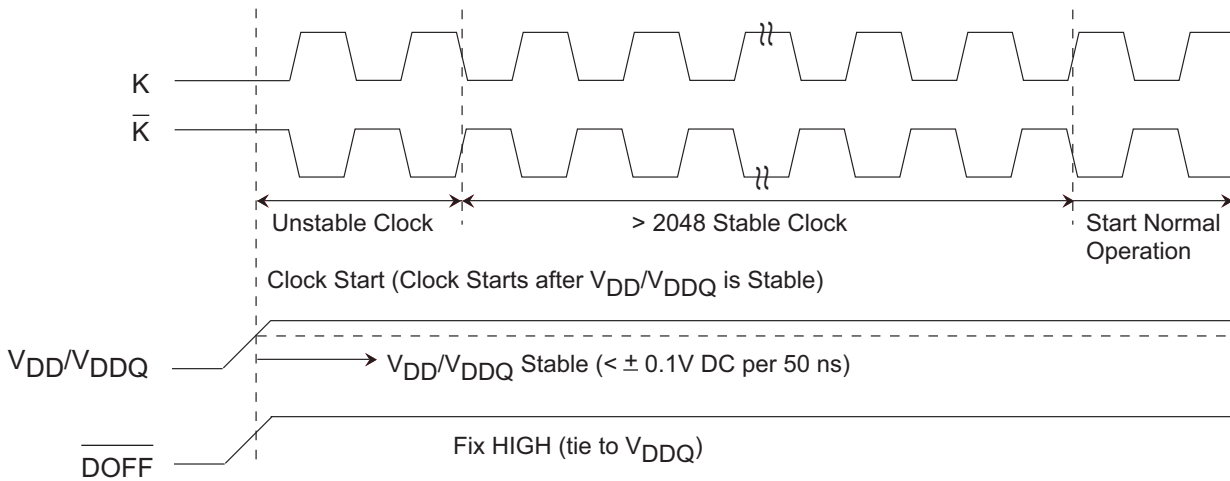 K
K̅
Unstable Clock
> 2048 Stable Clock
Start Normal
Operation
Clock Start (Clock Starts after VDD/VDDQ is Stable)
VDD/VDDQ
VDD/VDDQ Stable (< ± 0.1V DC per 50 ns)
Fix HIGH (tie to VDDQ)
D̅O̅F̅F̅